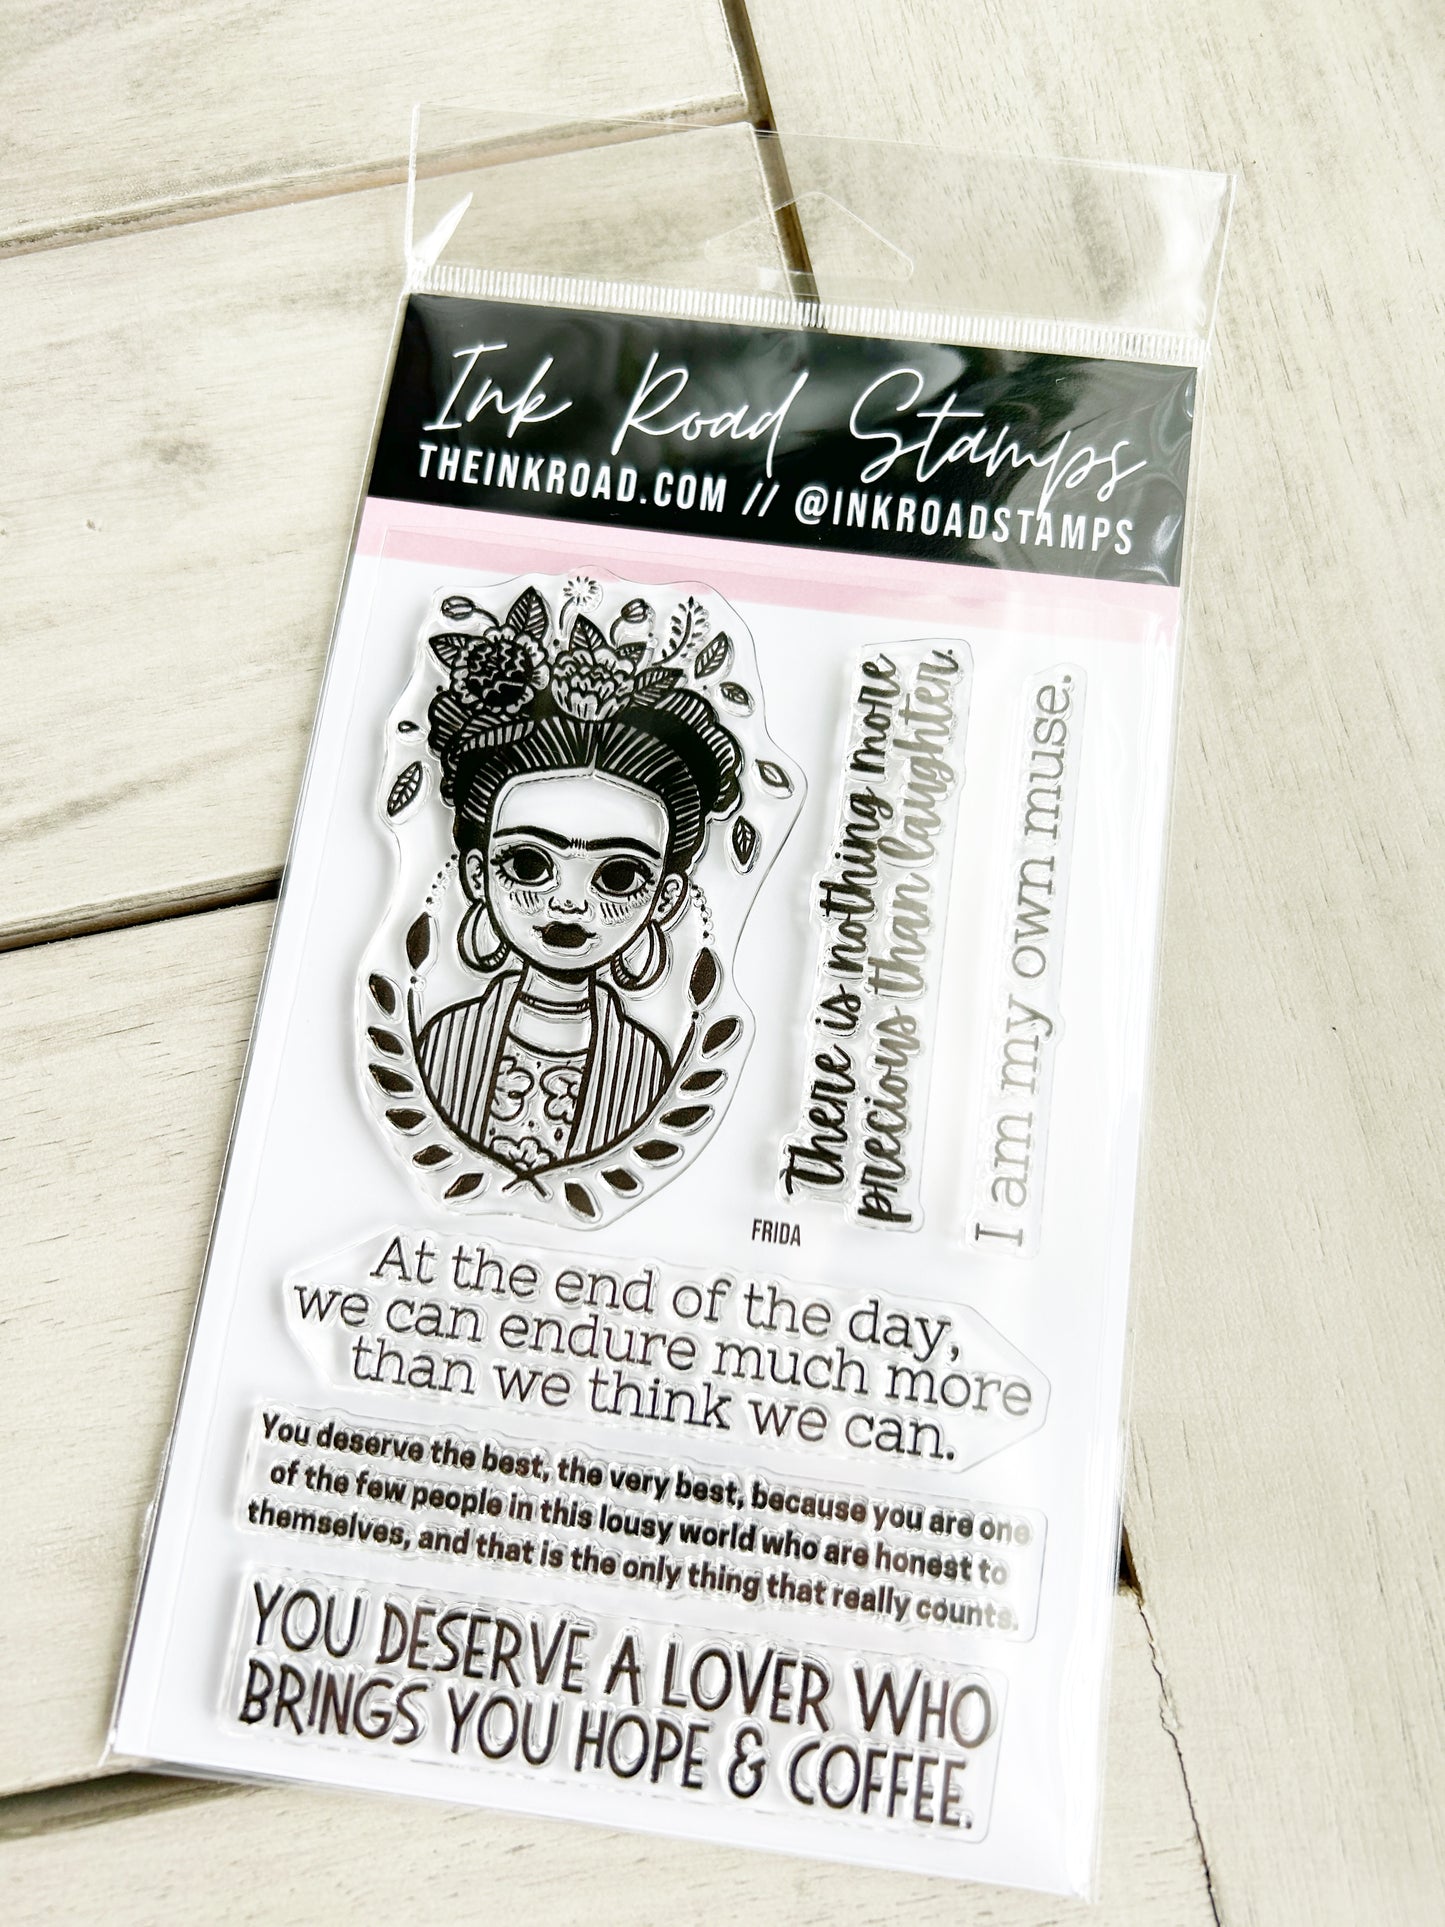 Ink Road Stamps
THEINKROAD.COM // @INKROADSTAMPS
There is nothing more
precious than laughter.
I am my own muse.
FRIDA
At the end of the day,
we can endure much more
than we think we can.
You deserve the best, the very best, because you are one
of the few people in this lousy world who are honest to
themselves, and that is the only thing that really counts.
YOU DESERVE A LOVER WHO
BRINGS YOU HOPE & COFFEE.